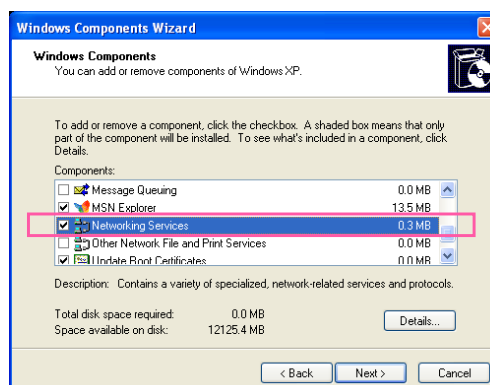 Windows Components Wizard
Windows Components
You can add or remove components of Windows XP.
To add or remove a component, click the checkbox. A shaded box means that only
part of the component will be installed. To see what's included in a component, click
Details.
Components:
Message Queuing 0.0 MB
MSN Explorer 13.5 MB
Networking Services 0.3 MB
Other Network File and Print Services 0.0 MB
Update Root Certificates 0.0 MB
Description: Contains a variety of specialized, network-related services and protocols.
Total disk space required: 0.0 MB
Space available on disk: 12125.4 MB
Details...
< Back Next > Cancel